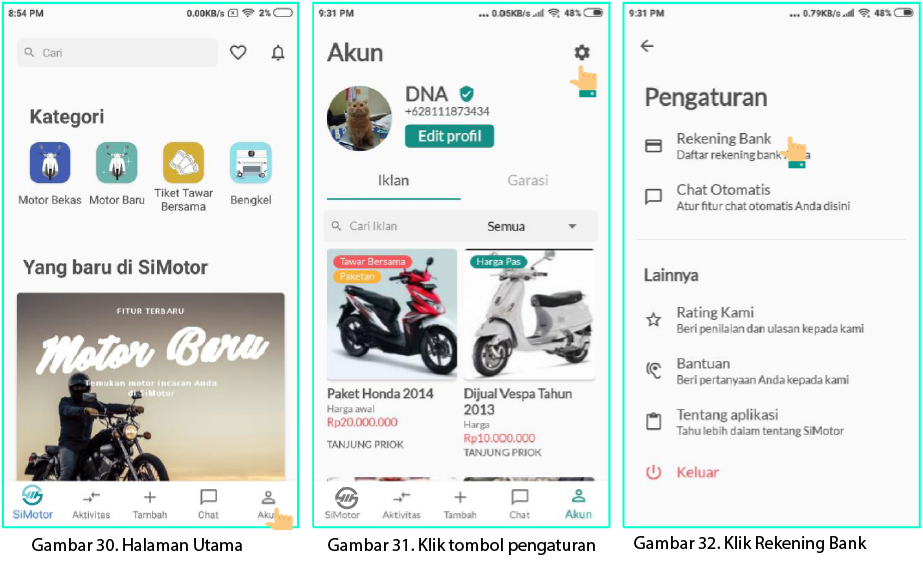 8:54 PM 0.00KB/s 2%
Cari
Kategori
Motor Bekas Motor Baru Tiket Tawar Bersama Bengkel
Yang baru di SiMotor
FITUR TERBARU
Motor Baru
Temukan motor incaran Anda
di SiMotor
SiMotor Aktivitas Tambah Chat Akun
Gambar 30. Halaman Utama
9:31 PM ... 0.05KB/s 48%
Akun
DNA
+628111873434
Edit profil
Iklan Garasi
Cari Iklan Semua
Tawar Bersama
Paketan
Harga Pas
Paket Honda 2014
Harga awal
Rp20.000.000
TANJUNG PRIOK
Dijual Vespa Tahun
2013
Harga
Rp10.000.000
TANJUNG PRIOK
SiMotor Aktivitas Tambah Chat Akun
Gambar 31. Klik tombol pengaturan
9:31 PM ... 0.79KB/s 48%
Pengaturan
Rekening Bank
Daftar rekening bank Anda
Chat Otomatis
Atur fitur chat otomatis Anda disini
Lainnya
Rating Kami
Beri penilaian dan ulasan kepada kami
Bantuan
Beri pertanyaan Anda kepada kami
Tentang aplikasi
Tahu lebih dalam tentang SiMotor
Keluar
Gambar 32. Klik Rekening Bank